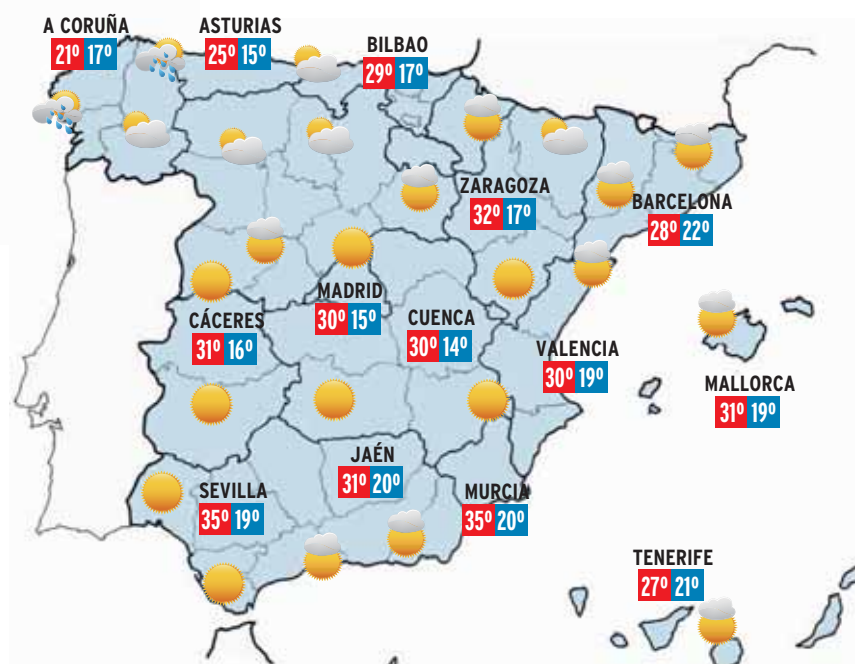 A CORUÑA
21º 17º
ASTURIAS
25º 15º
BILBAO
29º 17º
ZARAGOZA
32º 17º
BARCELONA
28º 22º
MADRID
30º 15º
CÁCERES
31º 16º
CUENCA
30º 14º
VALENCIA
30º 19º
MALLORCA
31º 19º
JAÉN
31º 20º
SEVILLA
35º 19º
MURCIA
35º 20º
TENERIFE
27º 21º